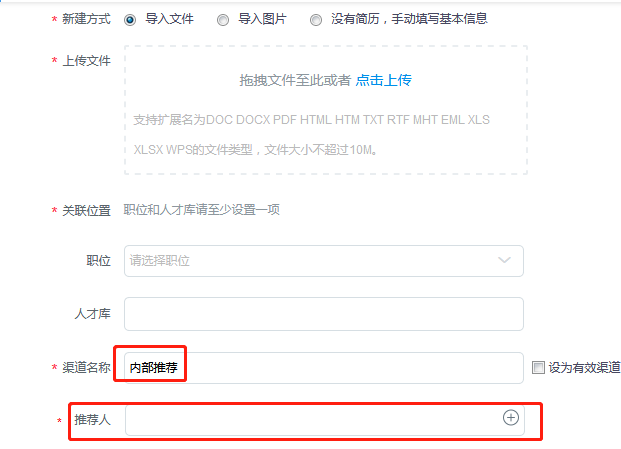 * 新建方式 导入文件 导入图片 没有简历，手动填写基本信息
* 上传文件
拖拽文件至此或者 点击上传
支持扩展名为DOC DOCX PDF HTML HTM TXT RTF MHT EML XLS
XLSX WPS的文件类型，文件大小不超过10M。
* 关联位置 职位和人才库请至少设置一项
职位 请选择职位
人才库
* 渠道名称 内部推荐 设为有效渠道
* 推荐人